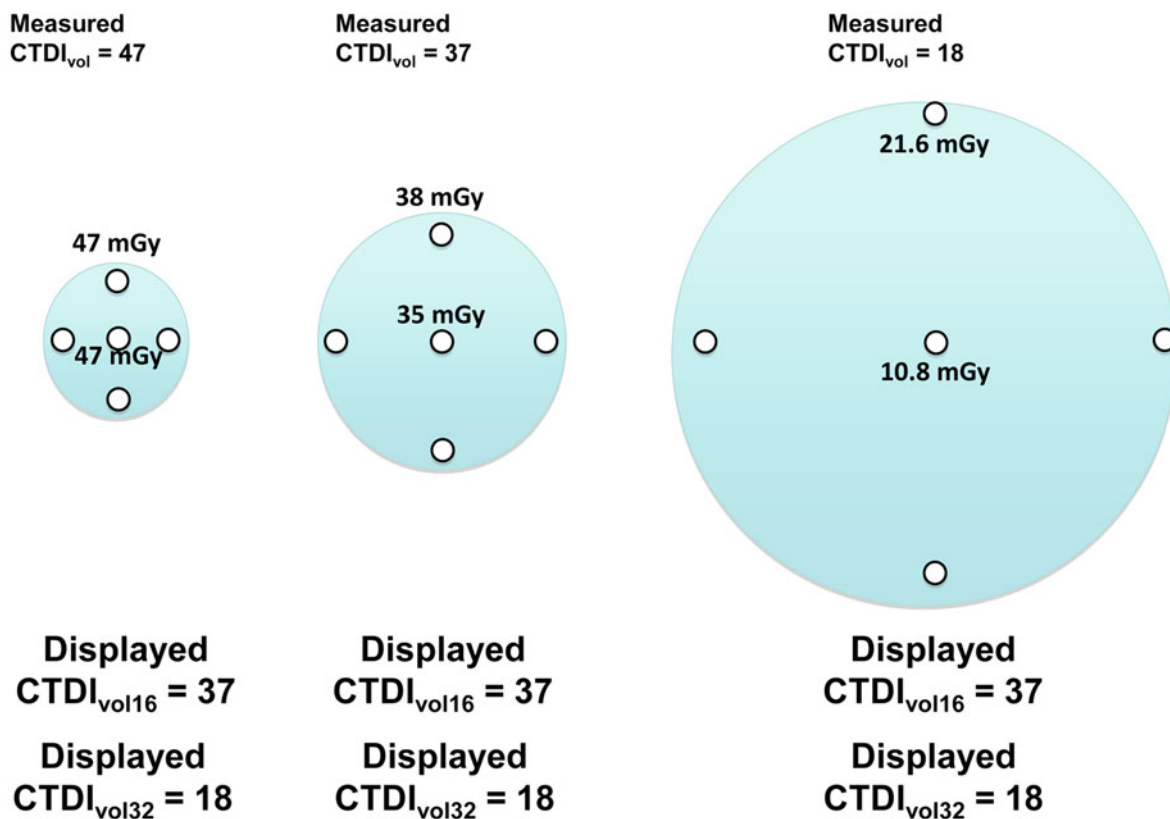 Measured
CTDIvol = 47
Measured
CTDIvol = 37
Measured
CTDIvol = 18
47 mGy
47 mGy
38 mGy
35 mGy
21.6 mGy
10.8 mGy
Displayed
CTDIvol16 = 37
Displayed
CTDIvol32 = 18
Displayed
CTDIvol16 = 37
Displayed
CTDIvol32 = 18
Displayed
CTDIvol16 = 37
Displayed
CTDIvol32 = 18